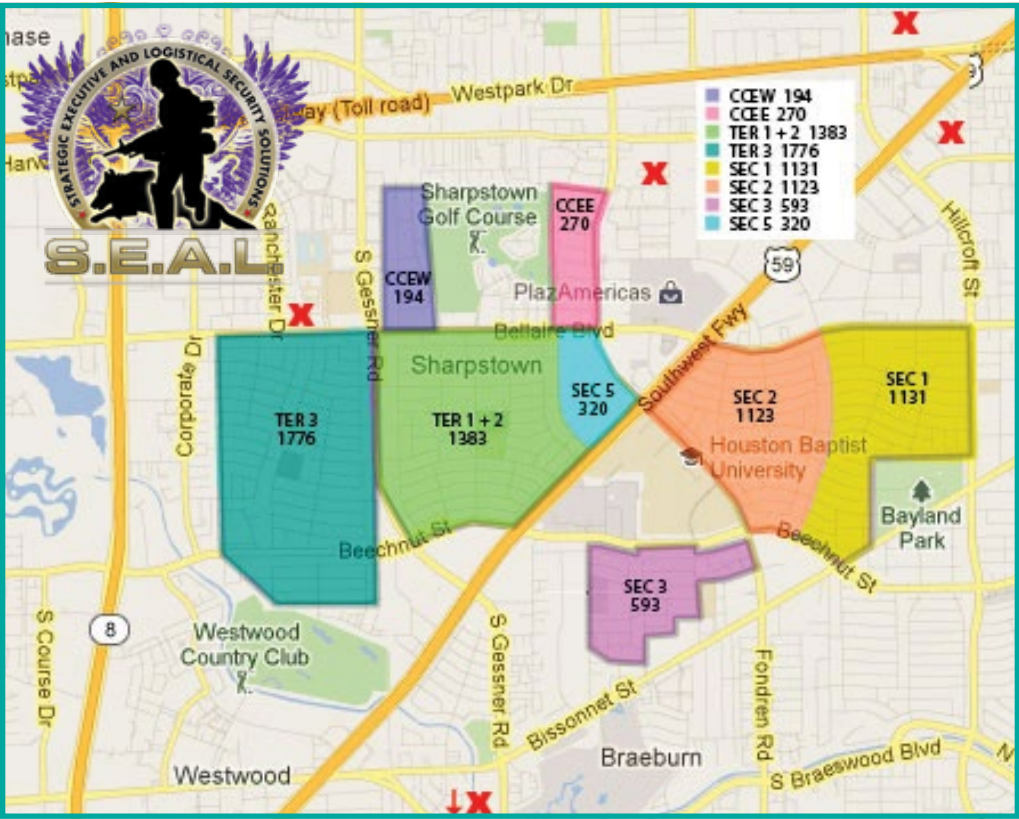 hase
Westpark Dr
way (Toll road)
STRATEGIC EXECUTIVE AND LOGISTICAL SECURITY SOLUTIONS
S.E.A.L.
CCEW 194
CCEE 270
TER 1 + 2 1383
TER 3 1776
SEC 1 1131
SEC 2 1123
SEC 3 593
SEC 5 320
Harw
Ranchester Dr
S Gessner Rd
Sharpstown
Golf Course
CCEE
270
CCEW
194
59
Hillcroft St
PlazAmericas
Bellaire Blvd
Southwest Fwy
Corporate Dr
Sharpstown
TER 3
1776
TER 1 + 2
1383
SEC 5
320
SEC 2
1123
SEC 1
1131
Houston Baptist
University
Bayland
Park
Beechnut St
Beechnut St
SEC 3
593
8
S Course Dr
Westwood
Country Club
S Gessner Rd
Bissonnet St
Fondren Rd
Braeburn
Westwood
S Braeswood Blvd
N
X
X
X
X
X